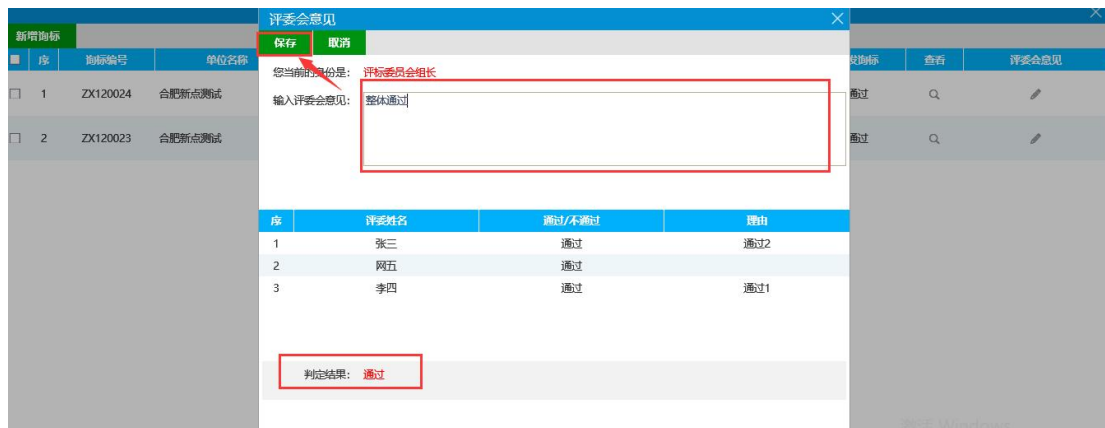 评委会意见
新增询标
保存 取消
序 询标编号 单位名称 发询标 查看 评委会意见
您当前的身份是: 评标委员会组长
1 ZX120024 合肥新点测试 通过
输入评委会意见: 整体通过
2 ZX120023 合肥新点测试 通过
序 评委姓名 通过/不通过 理由
1 张三 通过 通过2
2 网五 通过
3 李四 通过 通过1
判定结果: 通过
激活 Windows